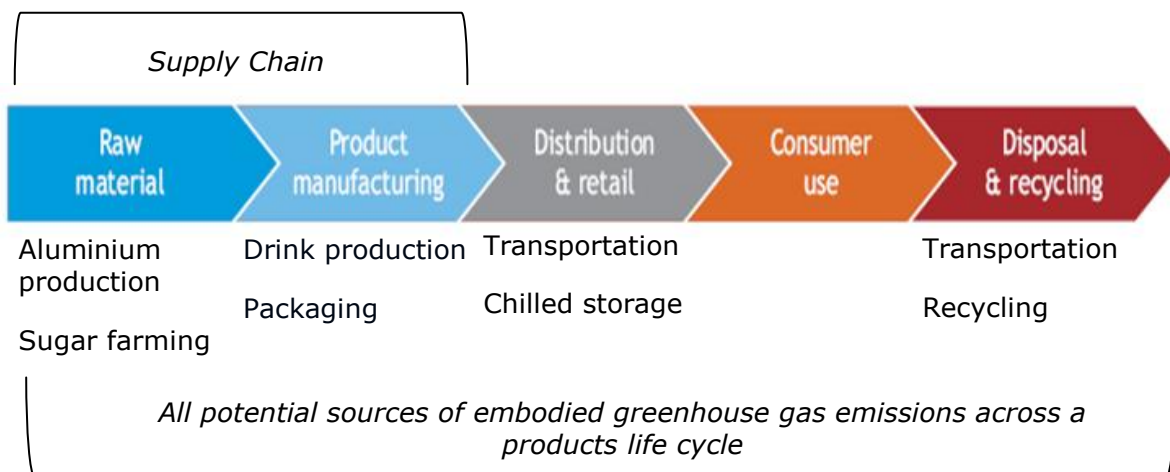 Supply Chain
Raw
material
Product
manufacturing
Distribution
& retail
Consumer
use
Disposal
& recycling
Aluminium
production
Sugar farming
Drink production
Packaging
Transportation
Chilled storage
Transportation
Recycling
All potential sources of embodied greenhouse gas emissions across a
products life cycle